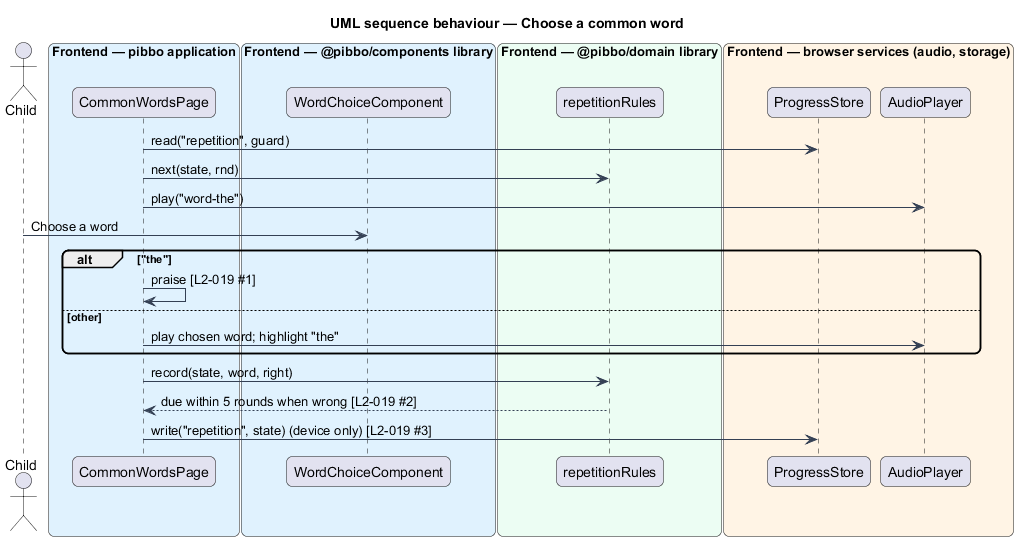 UML sequence behaviour — Choose a common word
Frontend — pibbo application
Frontend — @pibbo/components library
Frontend — @pibbo/domain library
Frontend — browser services (audio, storage)
Child
CommonWordsPage
WordChoiceComponent
repetitionRules
ProgressStore
AudioPlayer
read("repetition", guard)
next(state, rnd)
play("word-the")
Choose a word
alt
["the"]
praise [L2-019 #1]
[other]
play chosen word; highlight "the"
record(state, word, right)
due within 5 rounds when wrong [L2-019 #2]
write("repetition", state) (device only) [L2-019 #3]
Child
CommonWordsPage
WordChoiceComponent
repetitionRules
ProgressStore
AudioPlayer